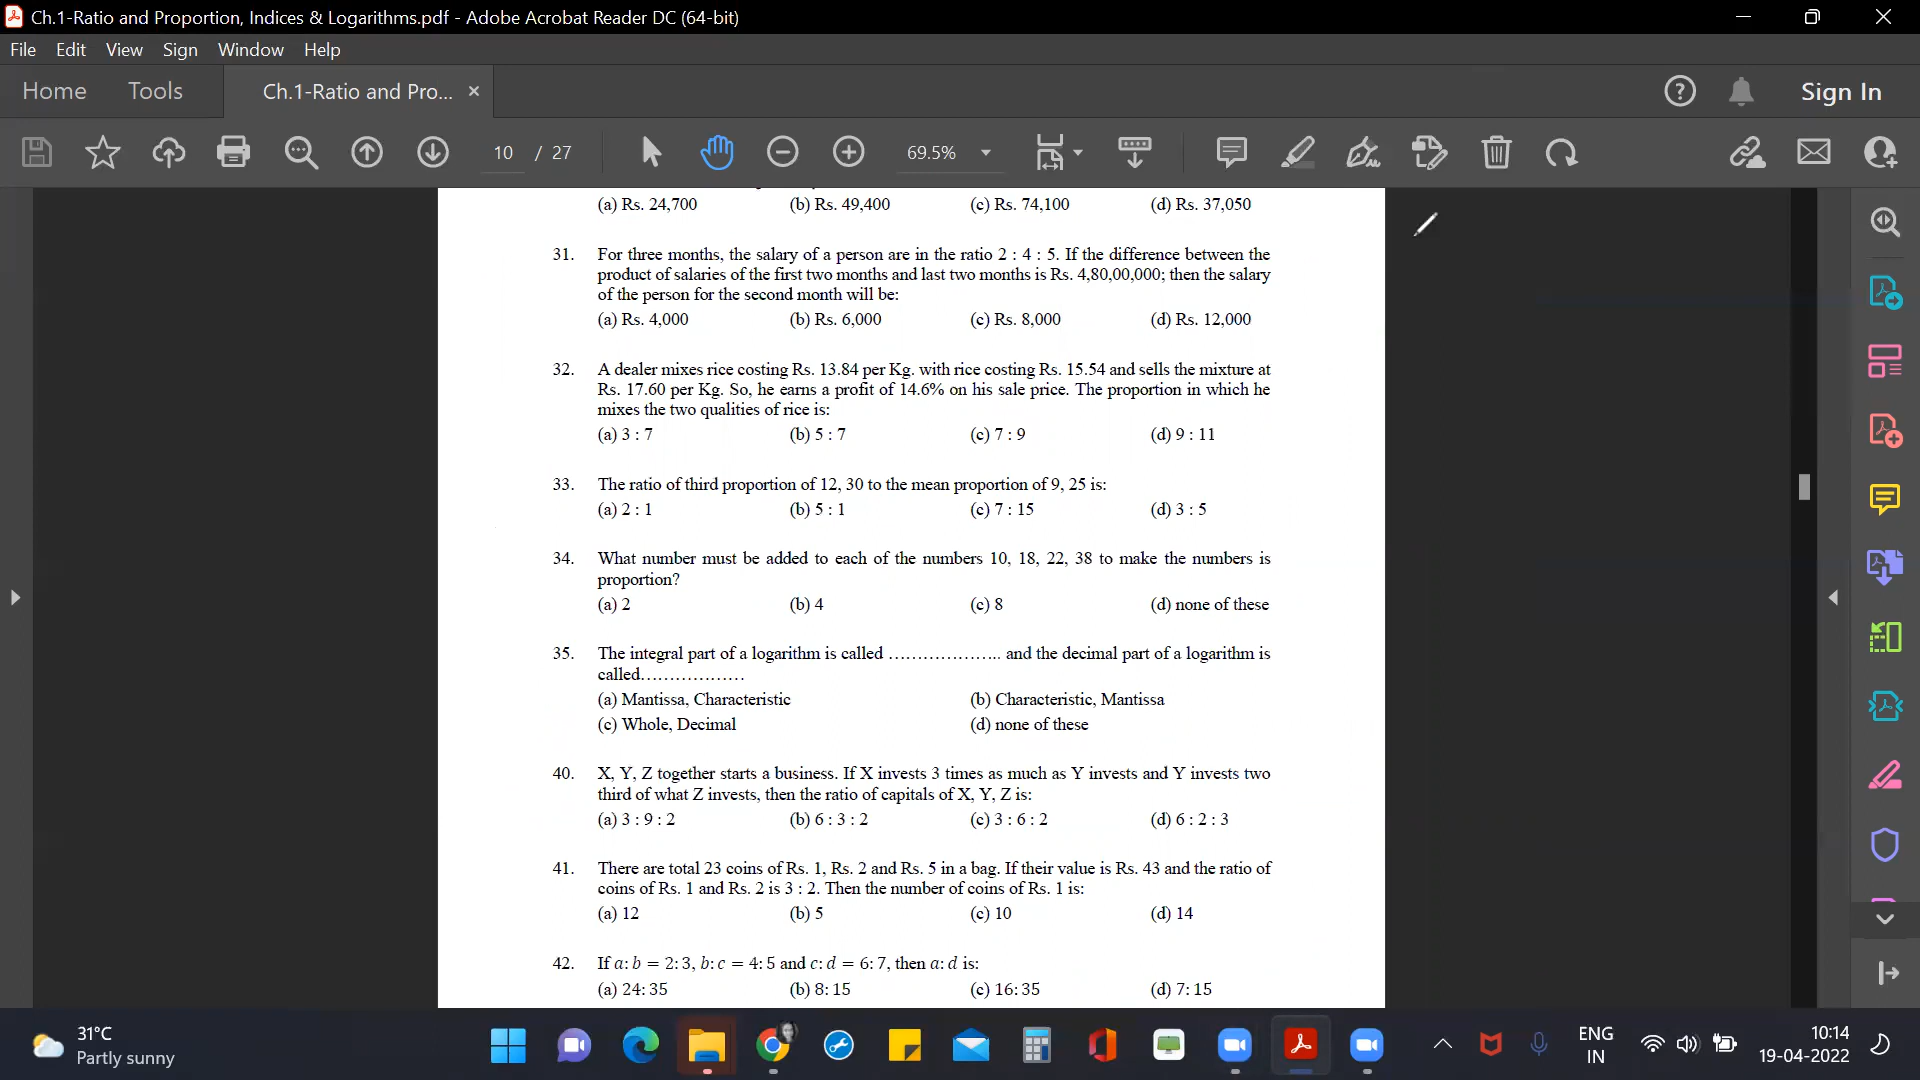 Ch.1-Ratio and Proportion, Indices & Logarithms.pdf - Adobe Acrobat Reader DC (64-bit)
File Edit View Sign Window Help
Home Tools Ch.1-Ratio and Pro... × Sign In
10 / 27 69.5%
(a) Rs. 24,700 (b) Rs. 49,400 (c) Rs. 74,100 (d) Rs. 37,050
31. For three months, the salary of a person are in the ratio 2 : 4 : 5. If the difference between the
product of salaries of the first two months and last two months is Rs. 4,80,00,000; then the salary
of the person for the second month will be:
(a) Rs. 4,000 (b) Rs. 6,000 (c) Rs. 8,000 (d) Rs. 12,000
32. A dealer mixes rice costing Rs. 13.84 per Kg. with rice costing Rs. 15.54 and sells the mixture at
Rs. 17.60 per Kg. So, he earns a profit of 14.6% on his sale price. The proportion in which he
mixes the two qualities of rice is:
(a) 3 : 7 (b) 5 : 7 (c) 7 : 9 (d) 9 : 11
33. The ratio of third proportion of 12, 30 to the mean proportion of 9, 25 is:
(a) 2 : 1 (b) 5 : 1 (c) 7 : 15 (d) 3 : 5
34. What number must be added to each of the numbers 10, 18, 22, 38 to make the numbers is
proportion?
(a) 2 (b) 4 (c) 8 (d) none of these
35. The integral part of a logarithm is called ………………... and the decimal part of a logarithm is
called………………
(a) Mantissa, Characteristic (b) Characteristic, Mantissa
(c) Whole, Decimal (d) none of these
40. X, Y, Z together starts a business. If X invests 3 times as much as Y invests and Y invests two
third of what Z invests, then the ratio of capitals of X, Y, Z is:
(a) 3 : 9 : 2 (b) 6 : 3 : 2 (c) 3 : 6 : 2 (d) 6 : 2 : 3
41. There are total 23 coins of Rs. 1, Rs. 2 and Rs. 5 in a bag. If their value is Rs. 43 and the ratio of
coins of Rs. 1 and Rs. 2 is 3 : 2. Then the number of coins of Rs. 1 is:
(a) 12 (b) 5 (c) 10 (d) 14
42. If a: b = 2: 3, b: c = 4: 5 and c: d = 6: 7, then a: d is:
(a) 24: 35 (b) 8: 15 (c) 16: 35 (d) 7: 15
31°C
Partly sunny
ENG
IN
10:14
19-04-2022